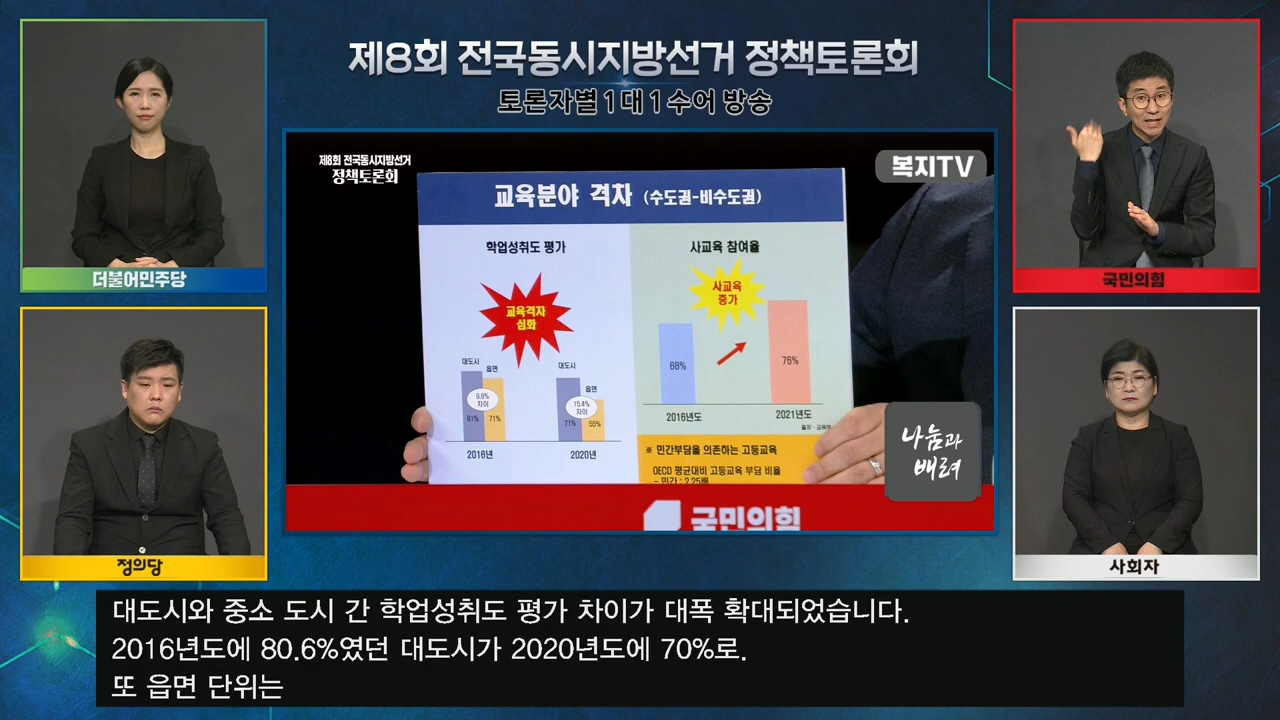 제8회 전국동시지방선거 정책토론회
토론자별 1대 1 수어 방송
더불어민주당
국민의힘
정의당
사회자
제8회 전국동시지방선거
정책토론회
복지TV
교육분야 격차 (수도권-비수도권)
학업성취도 평가
교육격차
심화
대도시
읍면
9.6%
차이
81%
71%
2016년
대도시
읍면
15.4%
차이
71%
55%
2020년
사교육 참여율
사교육
증가
68%
76%
2016년도
2021년도
출처 - 교육부
※ 민간부담을 의존하는 고등교육
OECD 평균대비 고등교육 부담 비율
- 민간 : 2.25배
나눔과
배려
국민의힘
대도시와 중소 도시 간 학업성취도 평가 차이가 대폭 확대되었습니다.
2016년도에 80.6%였던 대도시가 2020년도에 70%로.
또 읍면 단위는